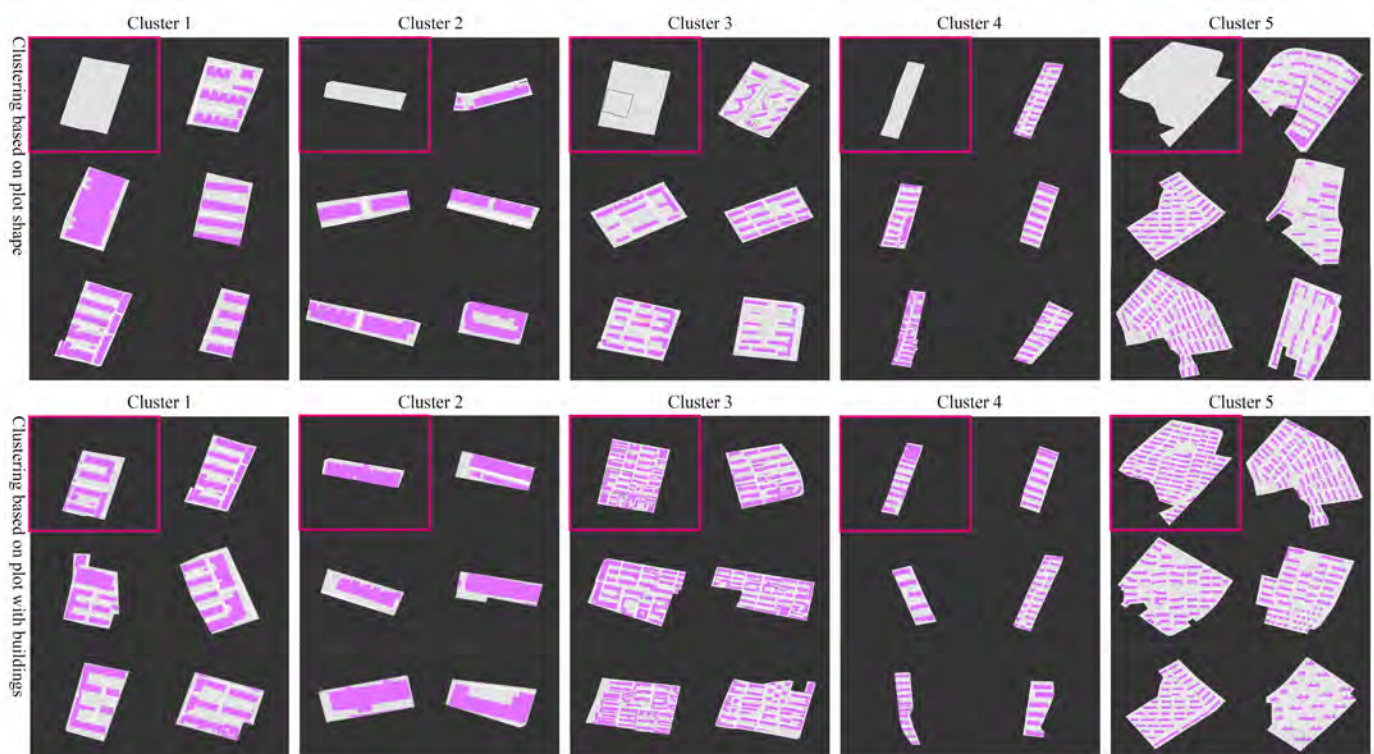 Cluster 1
Cluster 2
Cluster 3
Cluster 4
Cluster 5
Clustering based on plot shape
Cluster 1
Cluster 2
Cluster 3
Cluster 4
Cluster 5
Clustering based on plot with buildings